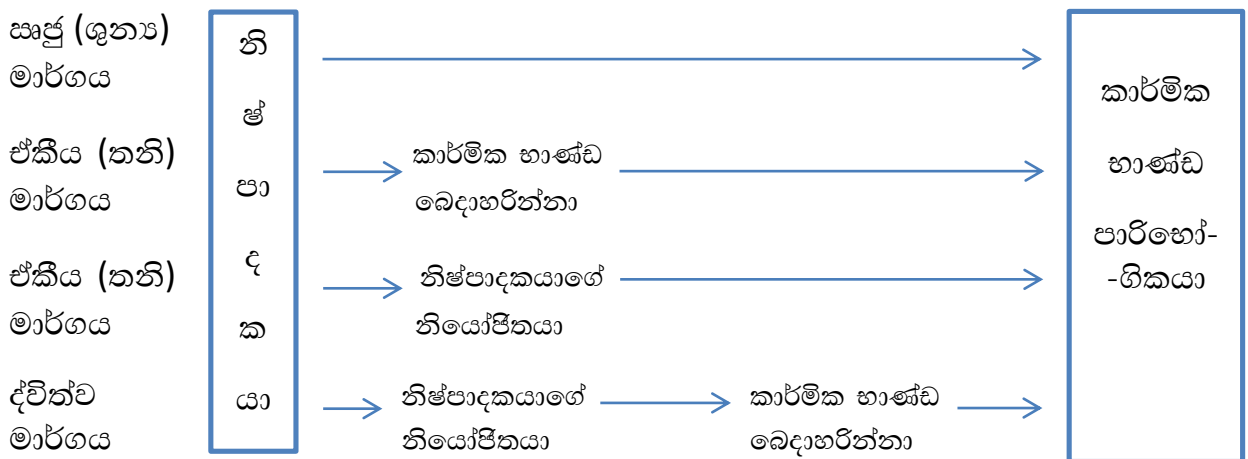 සෘජු (ශුන්‍ය)
මාර්ගය
ඒකීය (තනි)
මාර්ගය
ඒකීය (තනි)
මාර්ගය
ද්විත්ව
මාර්ගය
නි
ෂ්
පා
ද
ක
යා
කාර්මික භාණ්ඩ
බෙදාහරින්නා
නිෂ්පාදකයාගේ
නියෝජිතයා
නිෂ්පාදකයාගේ
නියෝජිතයා
කාර්මික භාණ්ඩ
බෙදාහරින්නා
කාර්මික
භාණ්ඩ
පාරිභෝ-
-ගිකයා